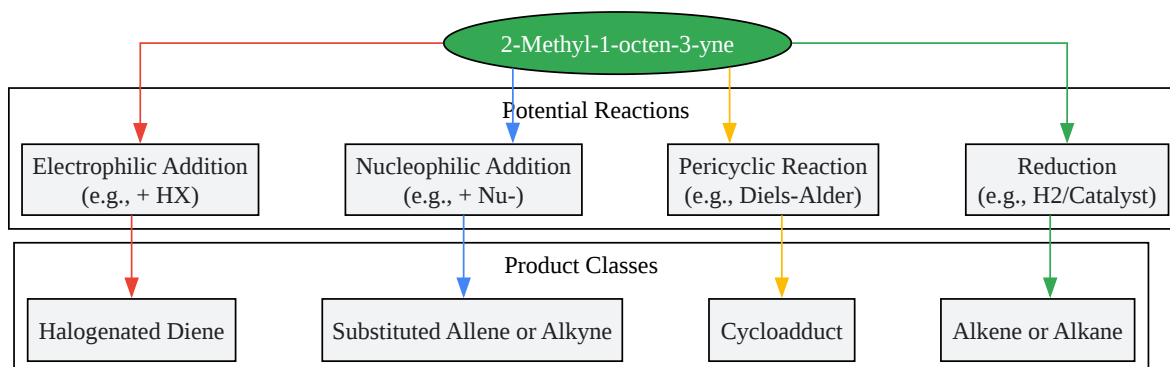 2-Methyl-1-octen-3-yne
Potential Reactions
Electrophilic Addition
(e.g., + HX)
Nucleophilic Addition
(e.g., + Nu-)
Pericyclic Reaction
(e.g., Diels-Alder)
Reduction
(e.g., H2/Catalyst)
Product Classes
Halogenated Diene
Substituted Allene or Alkyne
Cycloadduct
Alkene or Alkane